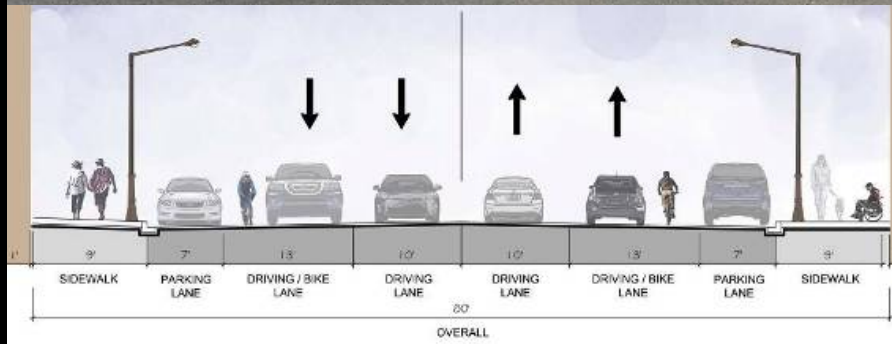 1' 9' 7' 13' 10' 10' 13' 7' 9'
SIDEWALK PARKING DRIVING / BIKE DRIVING DRIVING DRIVING / BIKE PARKING SIDEWALK
LANE LANE LANE LANE LANE LANE
80'
OVERALL